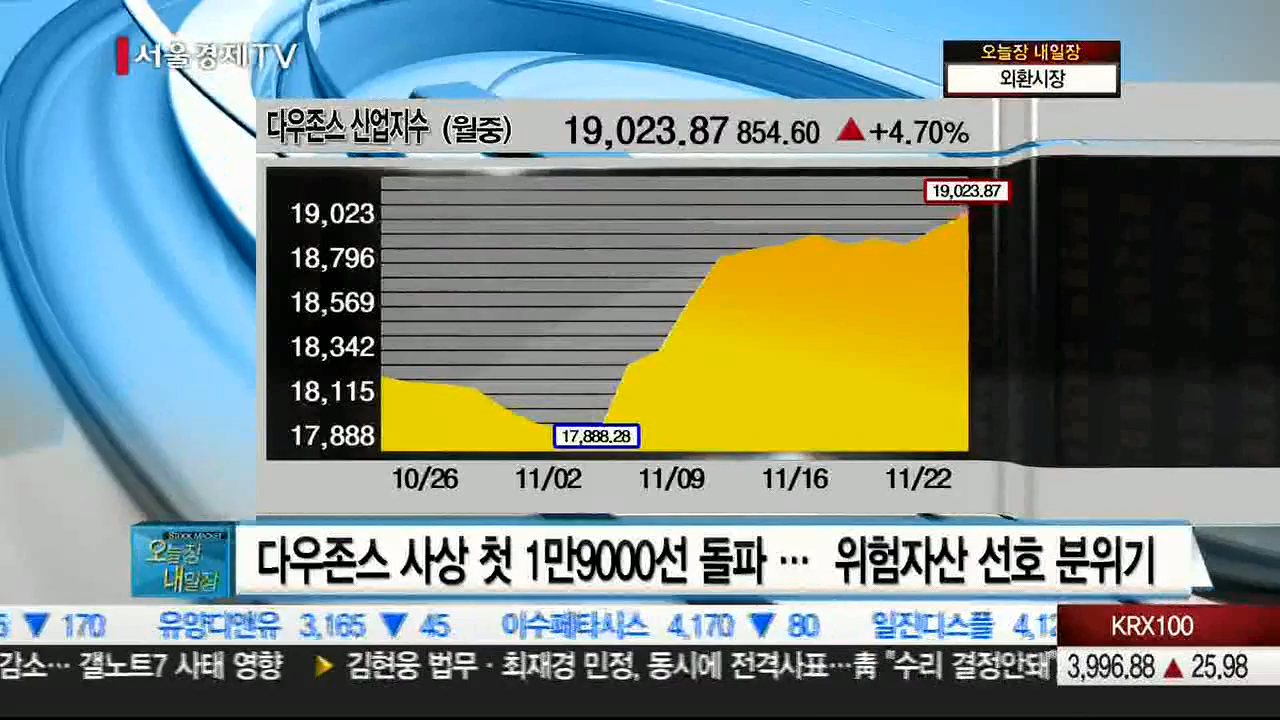 서울경제TV
오늘장 내일장
외환시장
다우존스 산업지수 (월중) 19,023.87 854.60 ▲+4.70%
19,023.87
19,023
18,796
18,569
18,342
18,115
17,888
17,888.28
10/26 11/02 11/09 11/16 11/22
STOCK MARKET
오늘장
내일장
다우존스 사상 첫 1만9000선 돌파 … 위험자산 선호 분위기
▼ 170 유양디앤유 3,165 ▼ 45 이수페타시스 4,170 ▼ 80 일진디스플
KRX100
감소… 갤노트7 사태 영향 ▶ 김현웅 법무·최재경 민정, 동시에 전격사표…靑 "수리 결정안돼"
3,996.88 ▲ 25.98